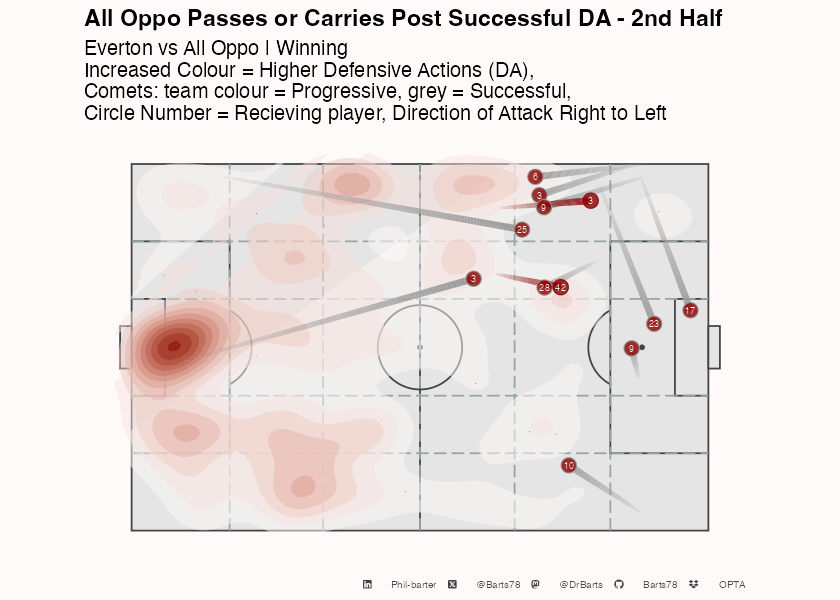 All Oppo Passes or Carries Post Successful DA - 2nd Half
Everton vs All Oppo | Winning
Increased Colour = Higher Defensive Actions (DA),
Comets: team colour = Progressive, grey = Successful,
Circle Number = Recieving player, Direction of Attack Right to Left
6
3
3
9
25
3
28 42
17
23
9
10
Phil-barter @Barts78 @DrBarts Barts78 OPTA